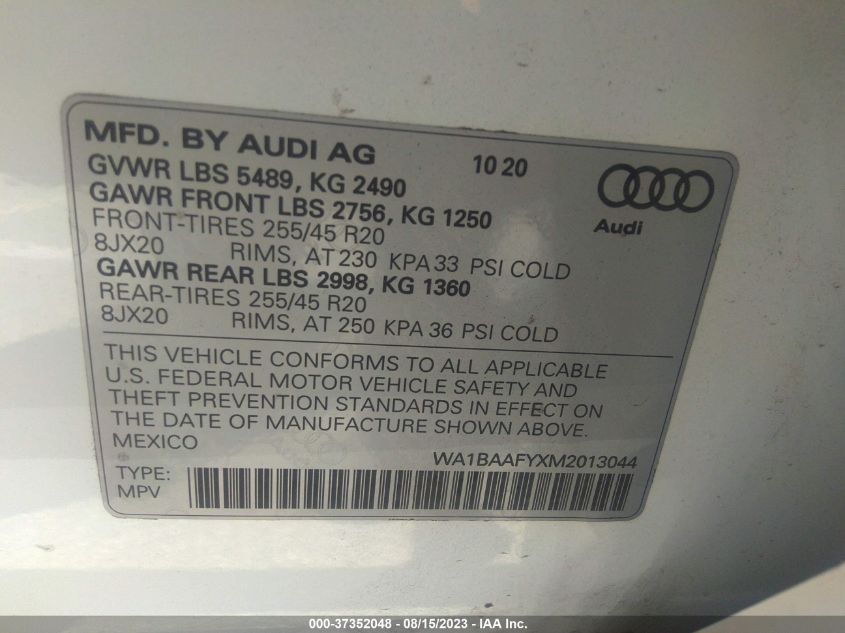 MFD. BY AUDI AG 10 20
GVWR LBS 5489, KG 2490
GAWR FRONT LBS 2756, KG 1250
FRONT-TIRES 255/45 R20
8JX20 RIMS, AT 230 KPA 33 PSI COLD
GAWR REAR LBS 2998, KG 1360
REAR-TIRES 255/45 R20
8JX20 RIMS, AT 250 KPA 36 PSI COLD
Audi
THIS VEHICLE CONFORMS TO ALL APPLICABLE
U.S. FEDERAL MOTOR VEHICLE SAFETY AND
THEFT PREVENTION STANDARDS IN EFFECT ON
THE DATE OF MANUFACTURE SHOWN ABOVE.
MEXICO
WA1BAAFYXM2013044
TYPE:
MPV
000-37352048 - 08/15/2023 - IAA Inc.